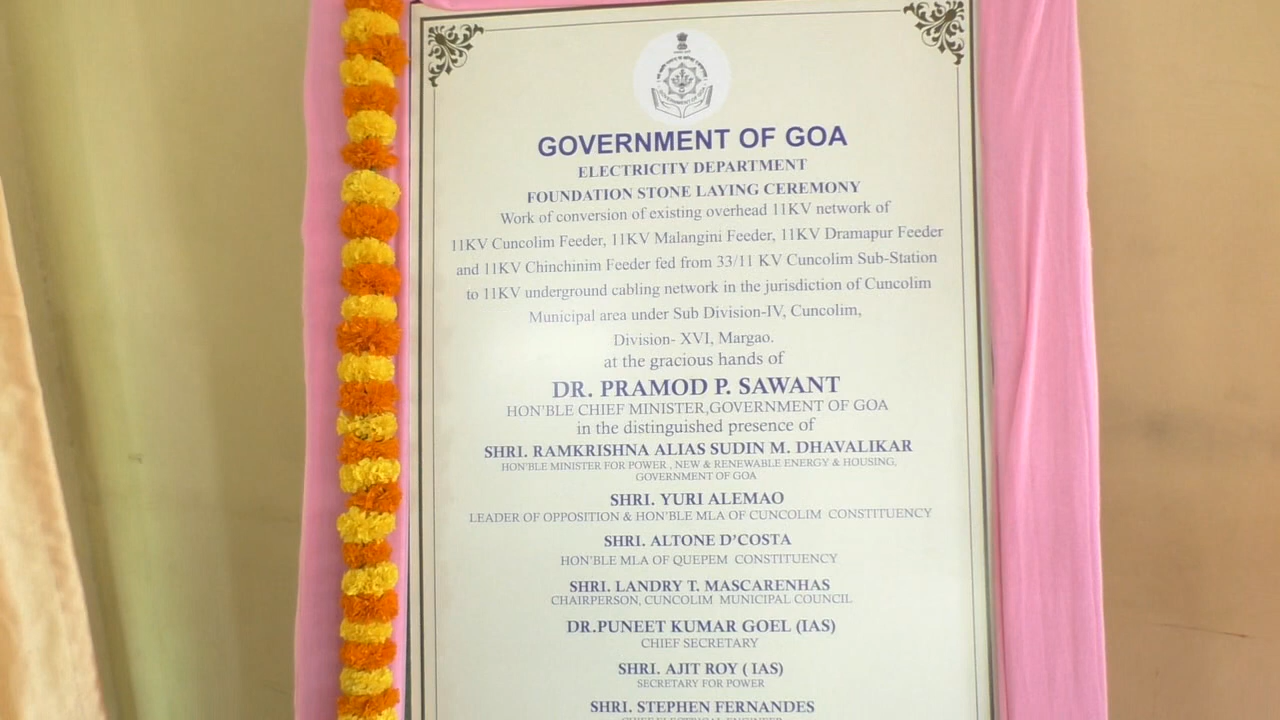 GOVERNMENT OF GOA
ELECTRICITY DEPARTMENT
FOUNDATION STONE LAYING CEREMONY
Work of conversion of existing overhead 11KV network of
11KV Cuncolim Feeder, 11KV Malangini Feeder, 11KV Dramapur Feeder
and 11KV Chinchinim Feeder fed from 33/11 KV Cuncolim Sub-Station
to 11KV underground cabling network in the jurisdiction of Cuncolim
Municipal area under Sub Division-IV, Cuncolim,
Division- XVI, Margao.
at the gracious hands of
DR. PRAMOD P. SAWANT
HON'BLE CHIEF MINISTER,GOVERNMENT OF GOA
in the distinguished presence of
SHRI. RAMKRISHNA ALIAS SUDIN M. DHAVALIKAR
HON'BLE MINISTER FOR POWER , NEW & RENEWABLE ENERGY & HOUSING,
GOVERNMENT OF GOA
SHRI. YURI ALEMAO
LEADER OF OPPOSITION & HON'BLE MLA OF CUNCOLIM CONSTITUENCY
SHRI. ALTONE D'COSTA
HON'BLE MLA OF QUEPEM CONSTITUENCY
SHRI. LANDRY T. MASCARENHAS
CHAIRPERSON, CUNCOLIM MUNICIPAL COUNCIL
DR.PUNEET KUMAR GOEL (IAS)
CHIEF SECRETARY
SHRI. AJIT ROY ( IAS)
SECRETARY FOR POWER
SHRI. STEPHEN FERNANDES